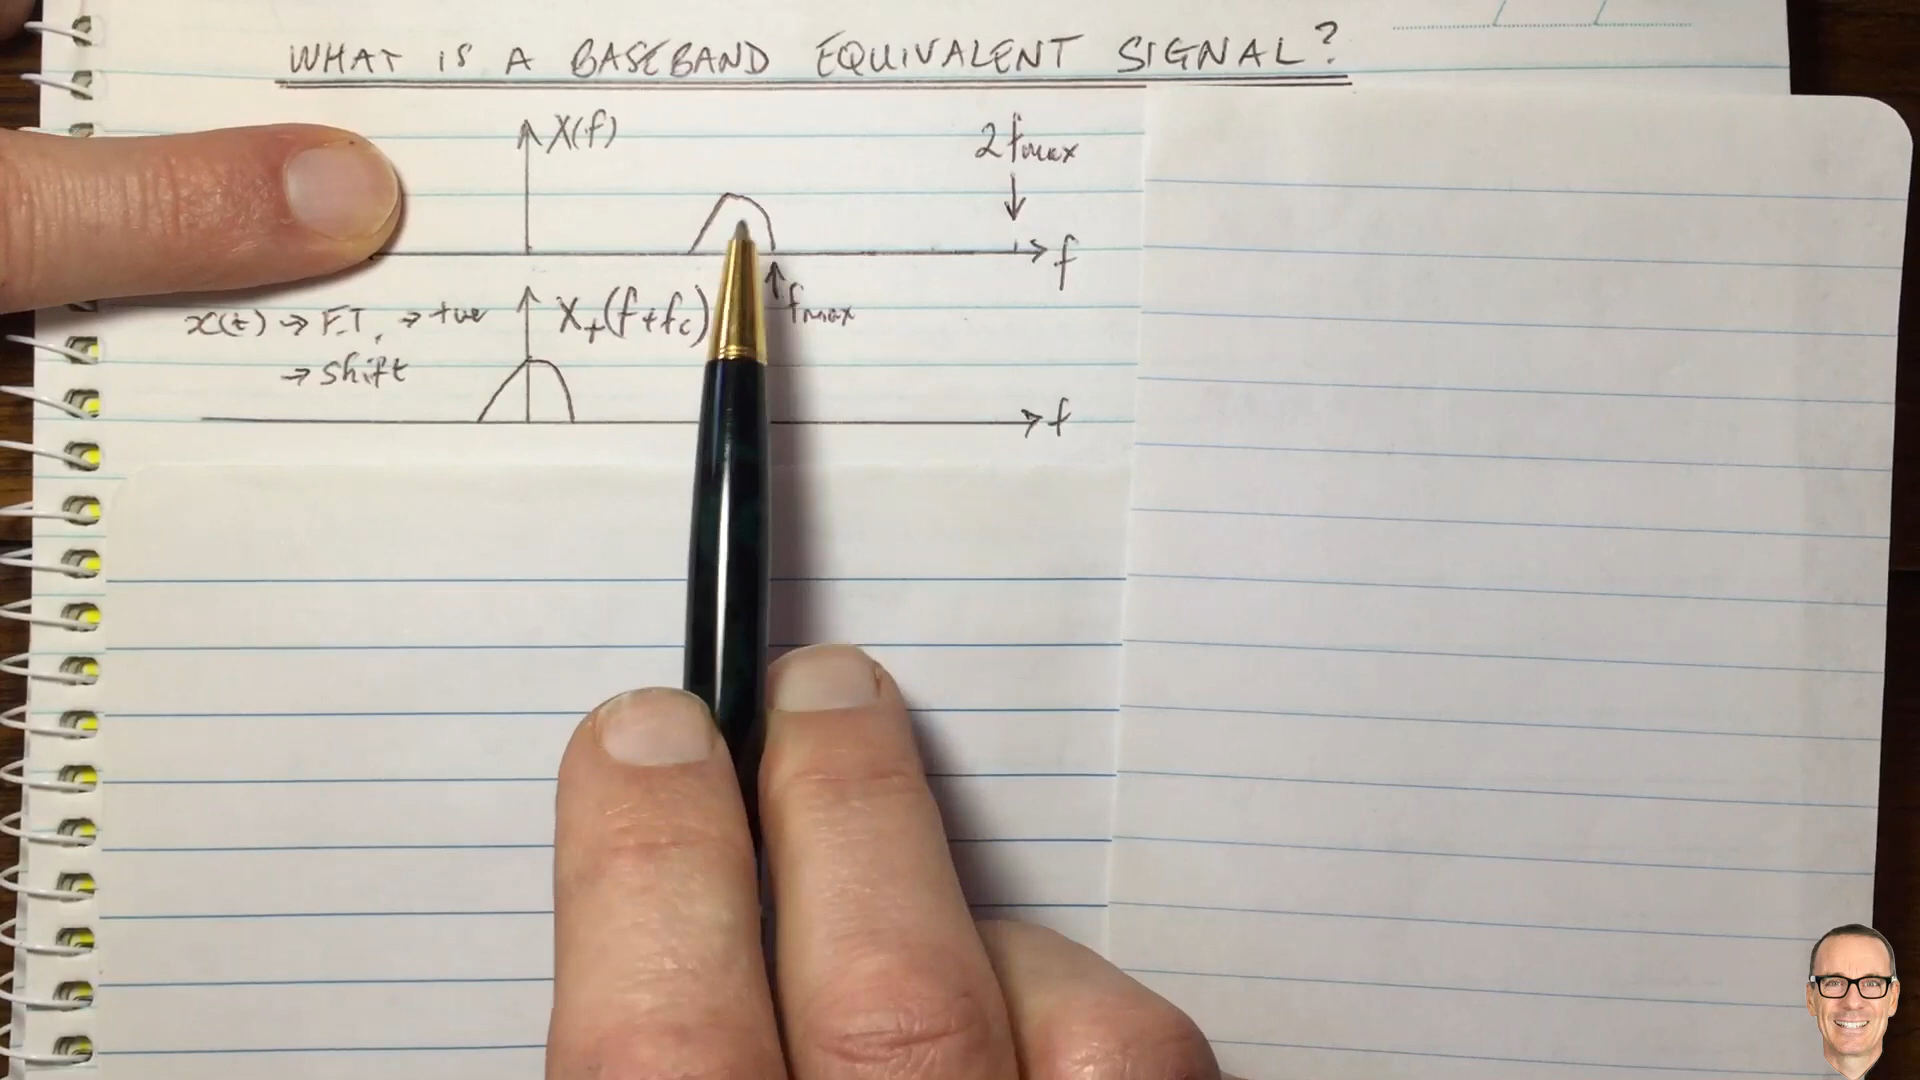 WHAT IS A BASEBAND EQUIVALENT SIGNAL?
X(f)
2fmax
f
fmax
x(t) → F.T. → +ve
→ shift
X+(f+fc)
f